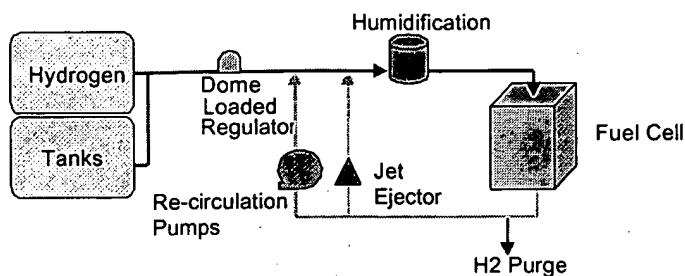 Humidification
Hydrogen
Tanks
Dome
Loaded
Regulator
Re-circulation
Pumps
Jet
Ejector
Fuel Cell
H2 Purge